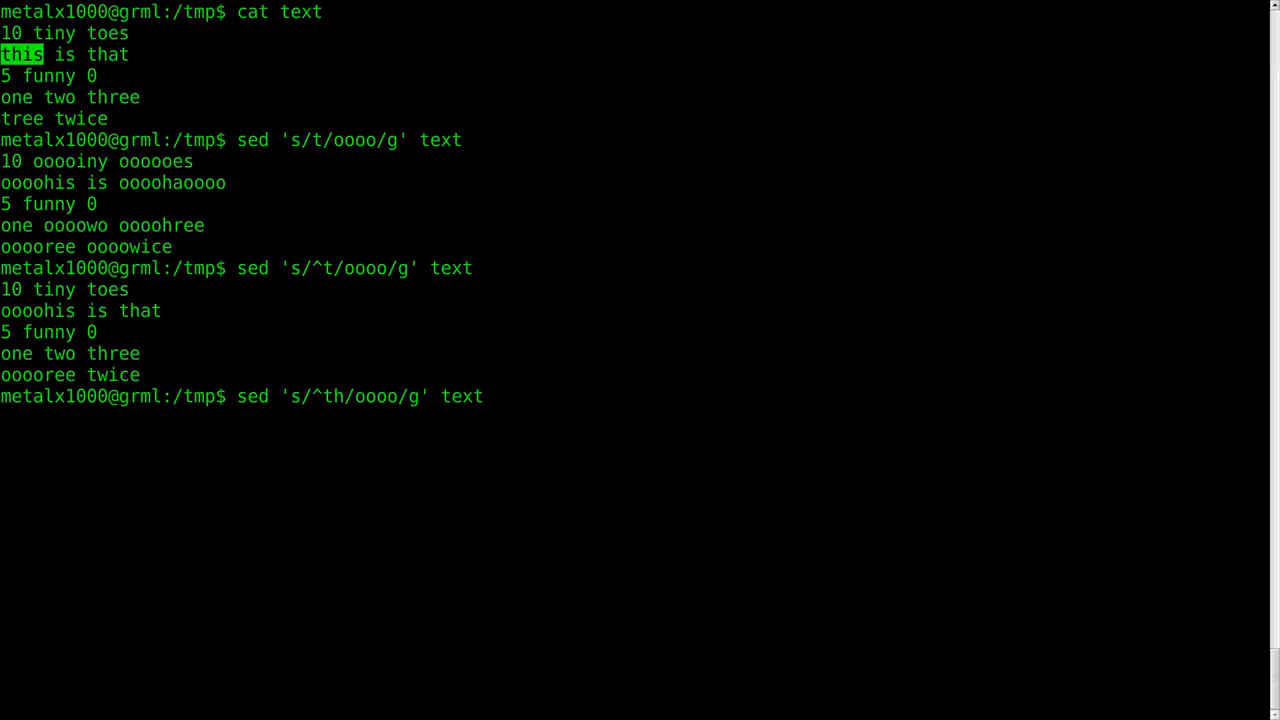 metalx1000@grml:/tmp$ cat text
10 tiny toes
this is that
5 funny 0
one two three
tree twice
metalx1000@grml:/tmp$ sed 's/t/oooo/g' text
10 ooooiny ooooooes
oooohis is oooohaoooo
5 funny 0
one oooowo oooohree
ooooree oooowice
metalx1000@grml:/tmp$ sed 's/^t/oooo/g' text
10 tiny toes
oooohis is that
5 funny 0
one two three
ooooree twice
metalx1000@grml:/tmp$ sed 's/^th/oooo/g' text